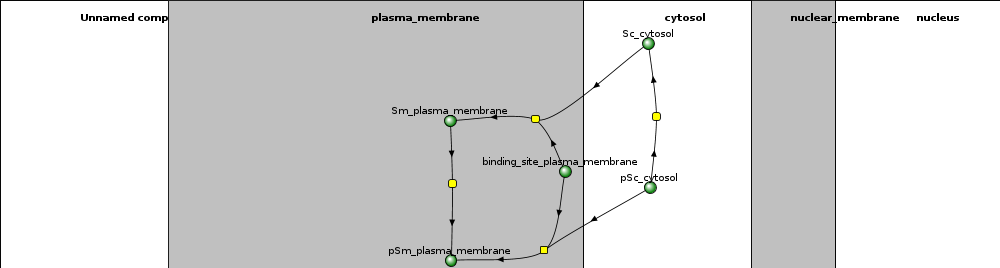 Unnamed comp
plasma_membrane
cytosol
nuclear_membrane
nucleus
Sc_cytosol
Sm_plasma_membrane
binding_site_plasma_membrane
pSc_cytosol
pSm_plasma_membrane